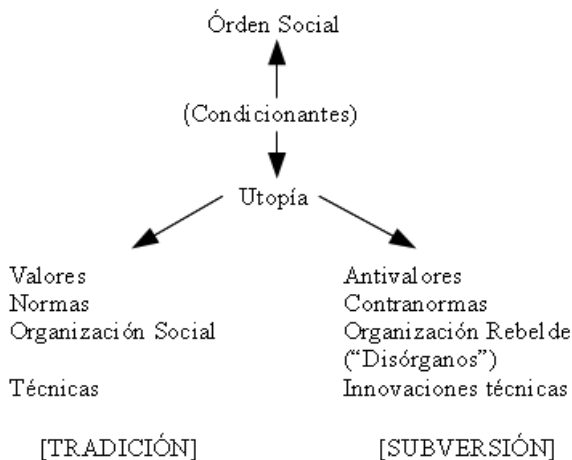 Órden Social
(Condicionantes)
Utopía
Valores
Normas
Organización Social
Técnicas
[TRADICIÓN]
Antivalores
Contranormas
Organización Rebelde
(“Disórganos”)
Innovaciones técnicas
[SUBVERSIÓN]